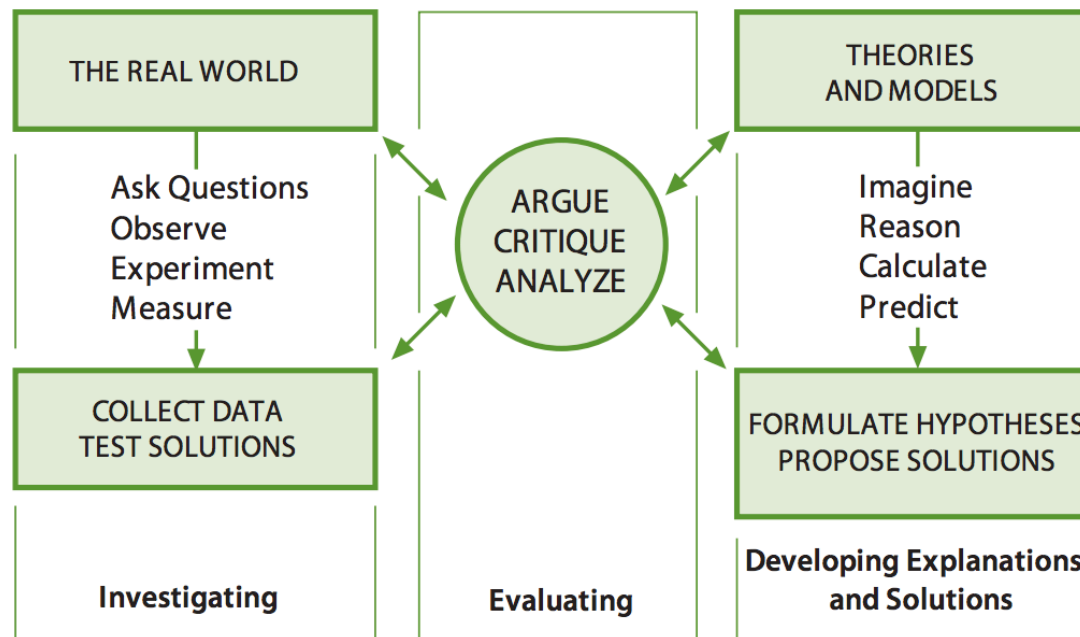 THE REAL WORLD
Ask Questions
Observe
Experiment
Measure
COLLECT DATA
TEST SOLUTIONS
Investigating
ARGUE
CRITIQUE
ANALYZE
Evaluating
THEORIES
AND MODELS
Imagine
Reason
Calculate
Predict
FORMULATE HYPOTHESES
PROPOSE SOLUTIONS
Developing Explanations
and Solutions